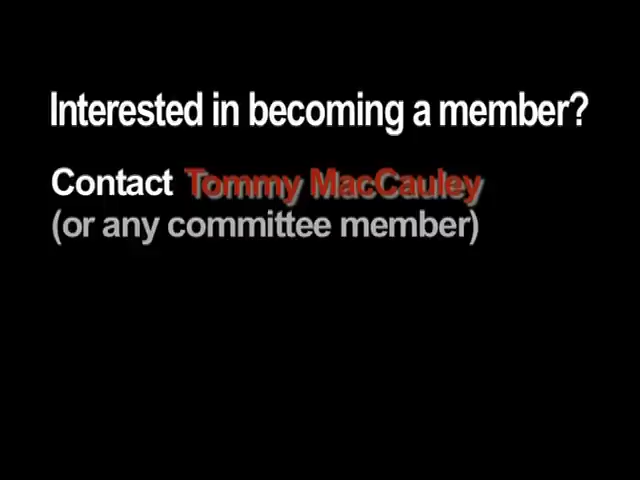 Interested in becoming a member?
Contact Tommy MacCauley
(or any committee member)